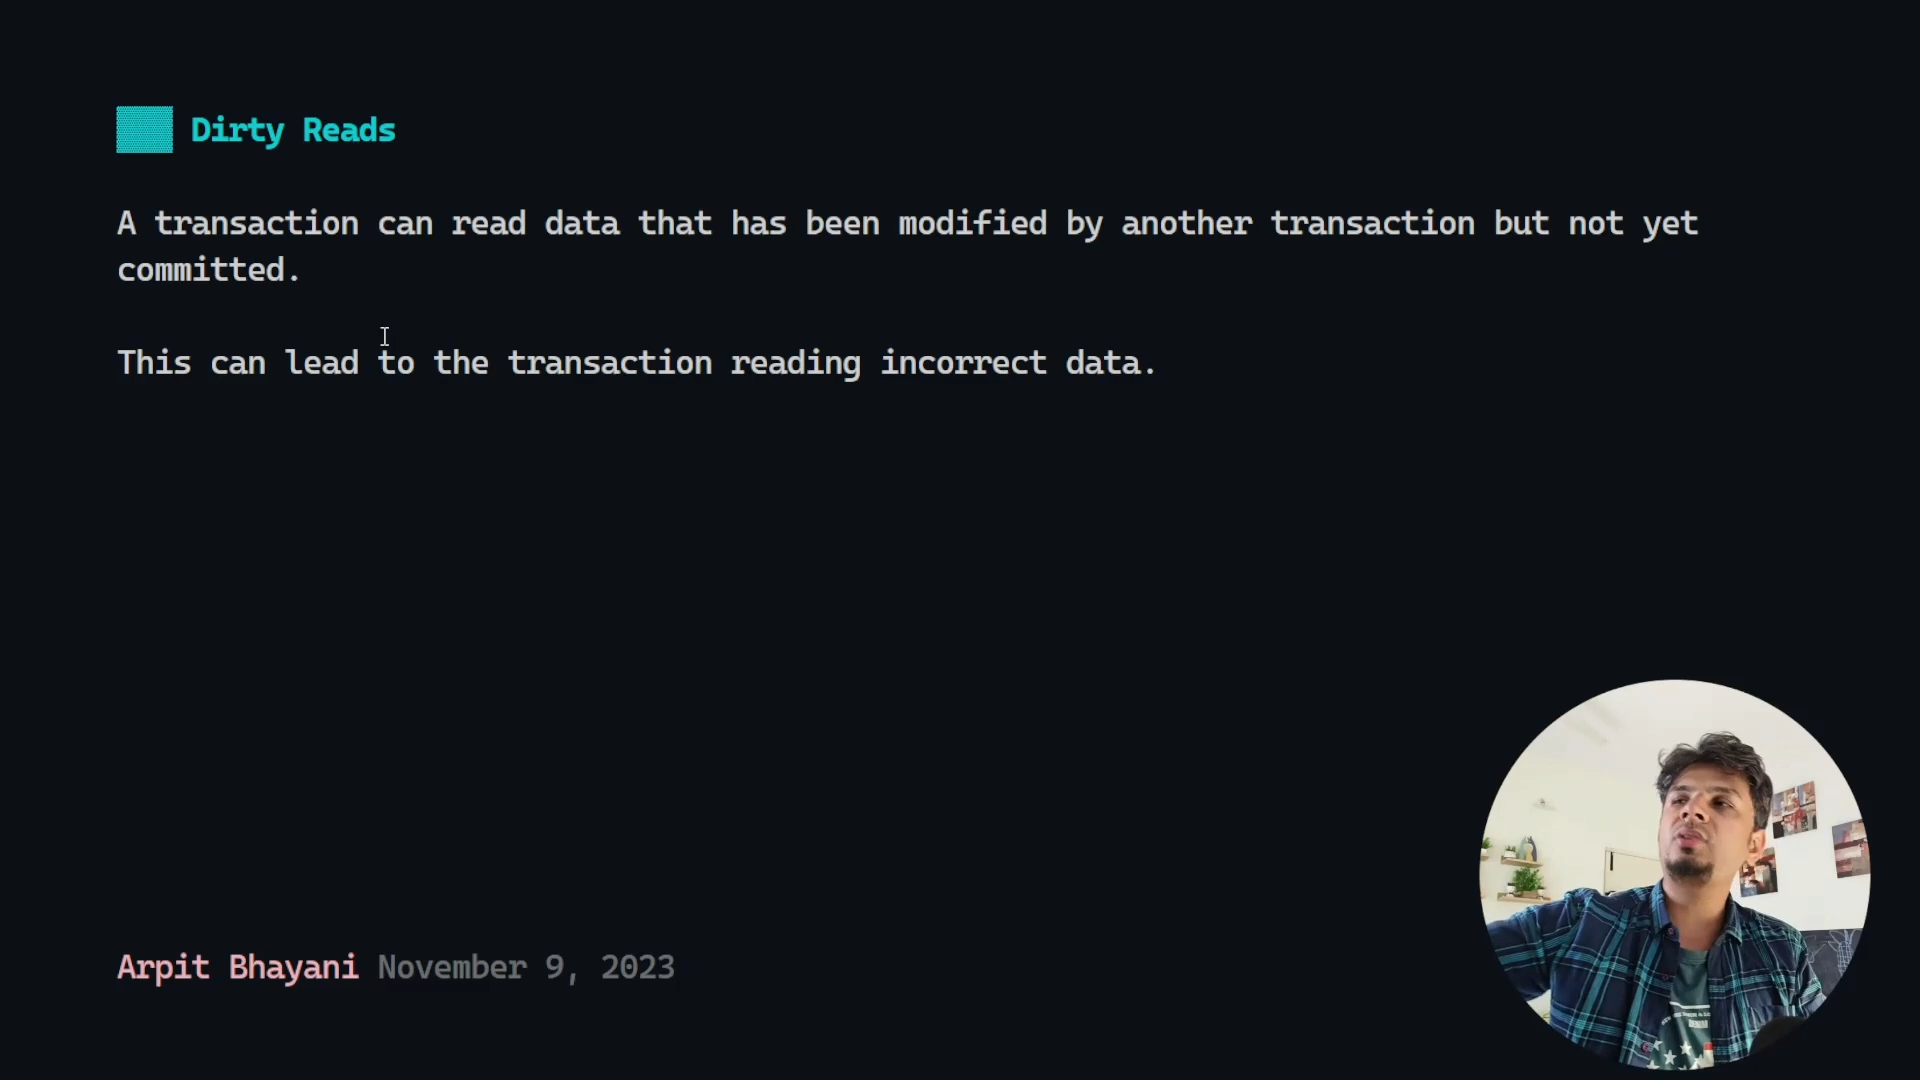 Dirty Reads
A transaction can read data that has been modified by another transaction but not yet
committed.
This can lead to the transaction reading incorrect data.
Arpit Bhayani November 9, 2023